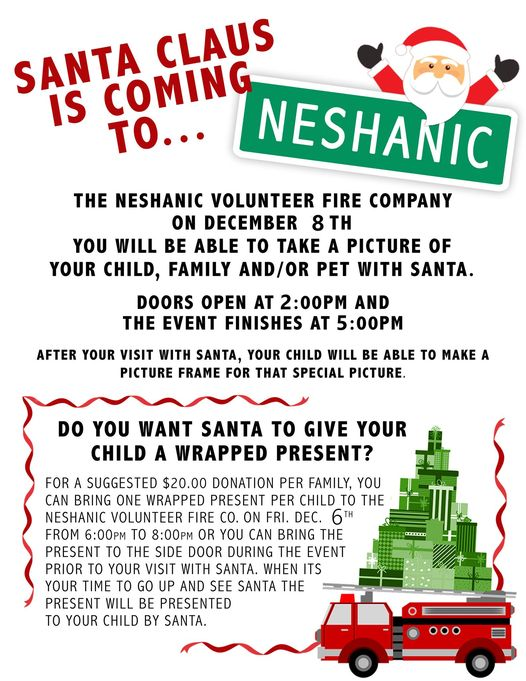 SANTA CLAUS
IS COMING
TO...
NESHANIC
THE NESHANIC VOLUNTEER FIRE COMPANY
ON DECEMBER 8TH
YOU WILL BE ABLE TO TAKE A PICTURE OF
YOUR CHILD, FAMILY AND/OR PET WITH SANTA.
DOORS OPEN AT 2:00PM AND
THE EVENT FINISHES AT 5:00PM
AFTER YOUR VISIT WITH SANTA, YOUR CHILD WILL BE ABLE TO MAKE A
PICTURE FRAME FOR THAT SPECIAL PICTURE.
DO YOU WANT SANTA TO GIVE YOUR
CHILD A WRAPPED PRESENT?
FOR A SUGGESTED $20.00 DONATION PER FAMILY, YOU
CAN BRING ONE WRAPPED PRESENT PER CHILD TO THE
NESHANIC VOLUNTEER FIRE CO. ON FRI. DEC. 6TH
FROM 6:00PM TO 8:00PM OR YOU CAN BRING THE
PRESENT TO THE SIDE DOOR DURING THE EVENT
PRIOR TO YOUR VISIT WITH SANTA. WHEN ITS
YOUR TIME TO GO UP AND SEE SANTA THE
PRESENT WILL BE PRESENTED
TO YOUR CHILD BY SANTA.